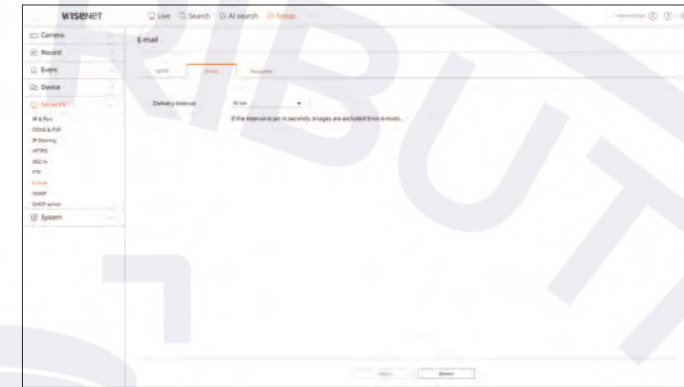 WISENET
Live Search AI search Setup
Camera
Record
Event
Device
Network
IP & Port
DDNS & P2P
IP filtering
HTTPS
802.1x
FTP
E-mail
SNMP
DHCP server
System
E-mail
SMTP Event Recipient
Delivery interval 10 min
If the interval is set in seconds, images are excluded from e-mails.
RIBUTI